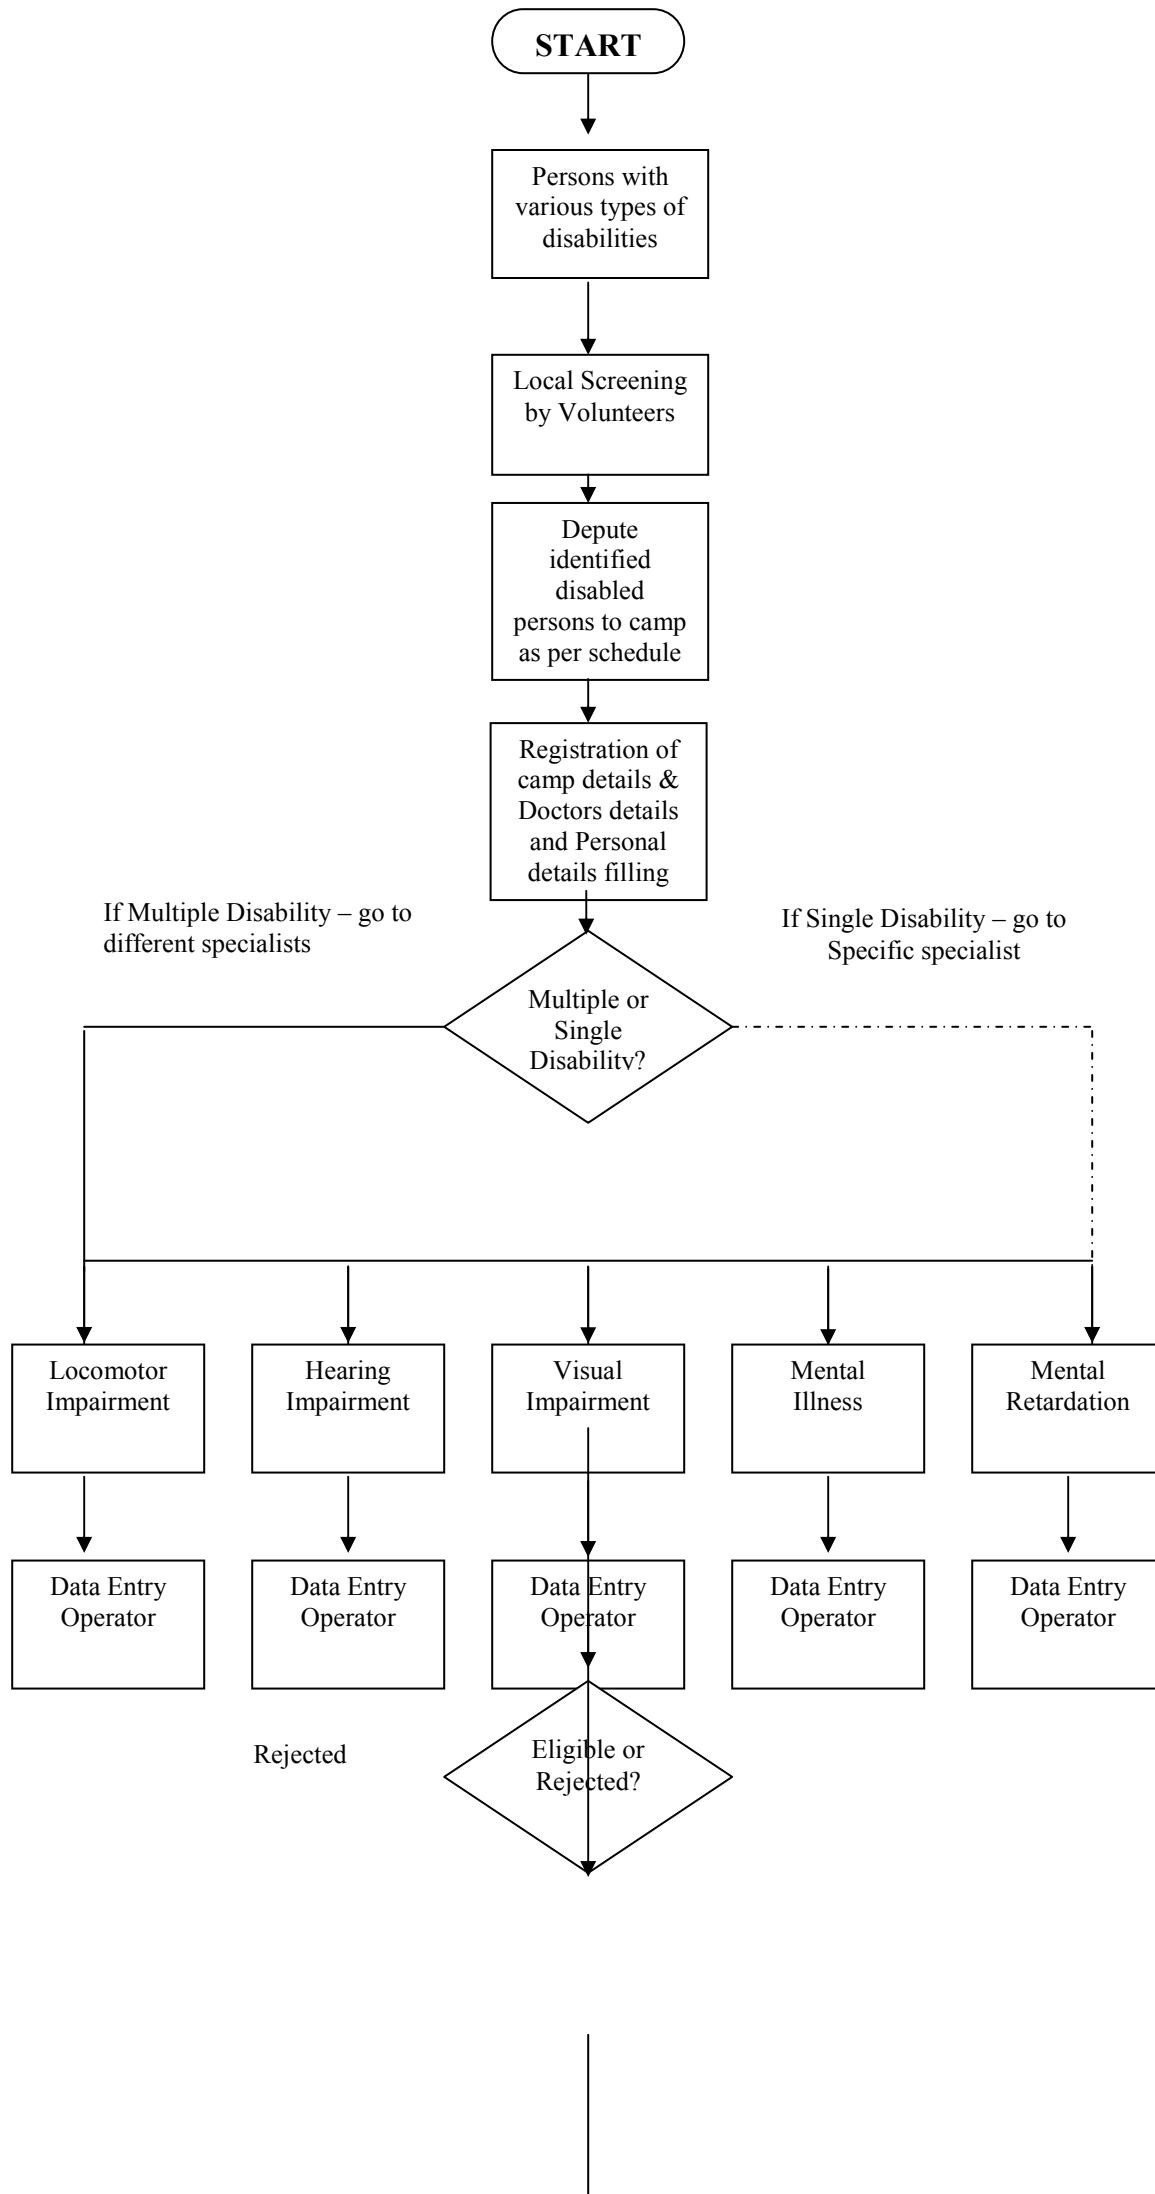 START
Persons with
various types of
disabilities
Local Screening
by Volunteers
Depute
identified
disabled
persons to camp
as per schedule
Registration of
camp details &
Doctors details
and Personal
details filling
If Multiple Disability – go to
different specialists
If Single Disability – go to
Specific specialist
Multiple or
Single
Disability?
Locomotor
Impairment
Hearing
Impairment
Visual
Impairment
Mental
Illness
Mental
Retardation
Data Entry
Operator
Data Entry
Operator
Data Entry
Operator
Data Entry
Operator
Data Entry
Operator
Rejected
Eligible or
Rejected?